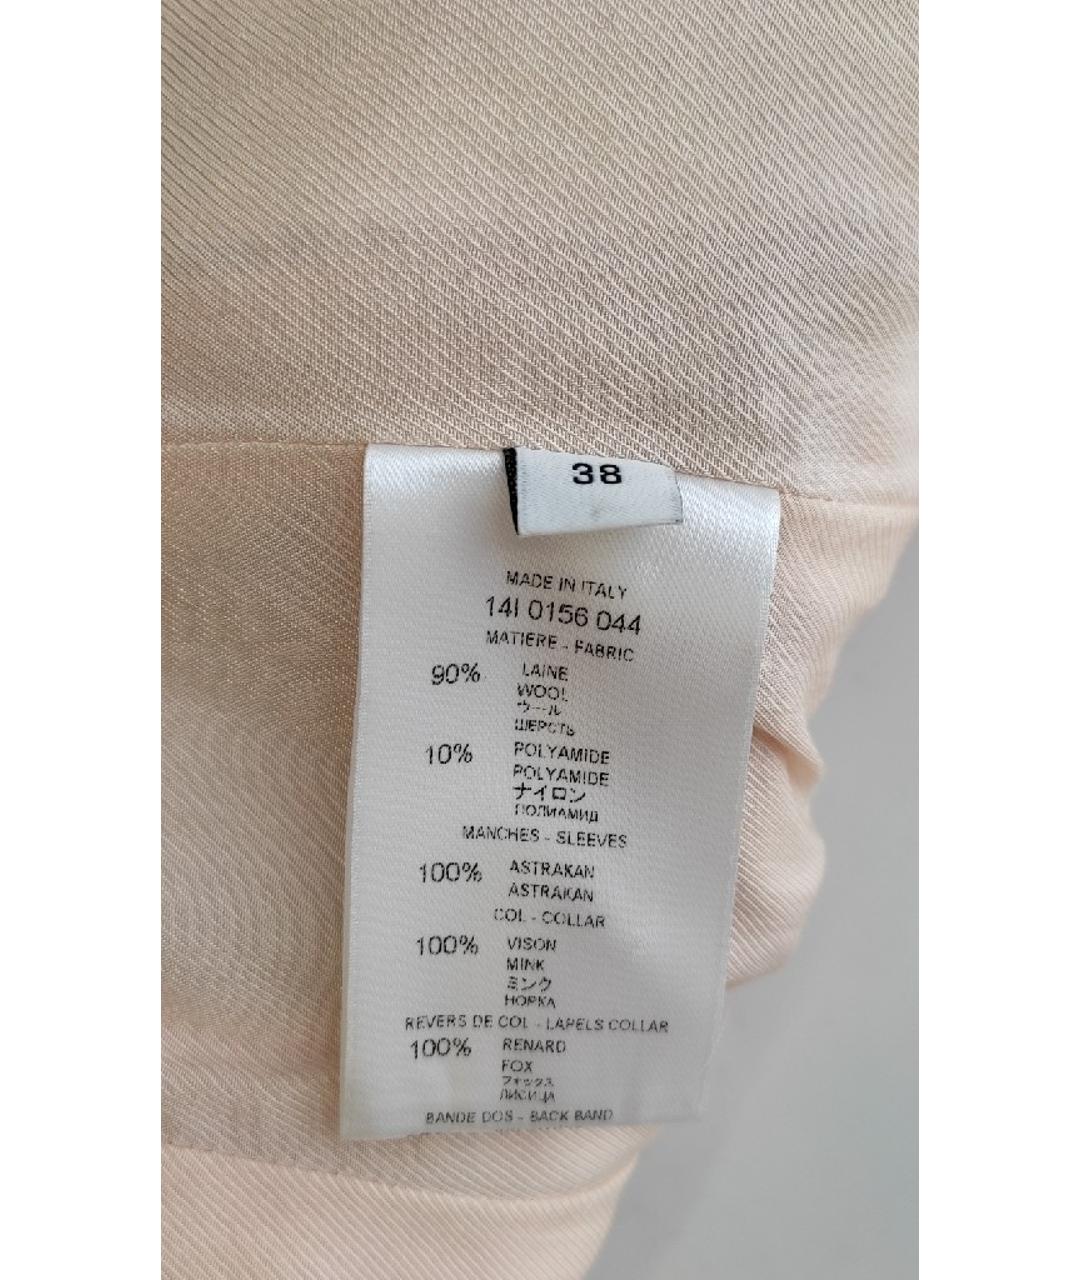 38
MADE IN ITALY
14I 0156 044
MATIERE - FABRIC
90% LAINE
WOOL
ウール
ШЕРСТЬ
10% POLYAMIDE
POLYAMIDE
ナイロン
ПОЛИАМИД
MANCHES - SLEEVES
100% ASTRAKAN
ASTRAKAN
COL - COLLAR
100% VISON
MINK
ミンク
НОРКА
REVERS DE COL - LAPELS COLLAR
100% RENARD
FOX
フォックス
ЛИСИЦА
BANDE DOS - BACK BAND